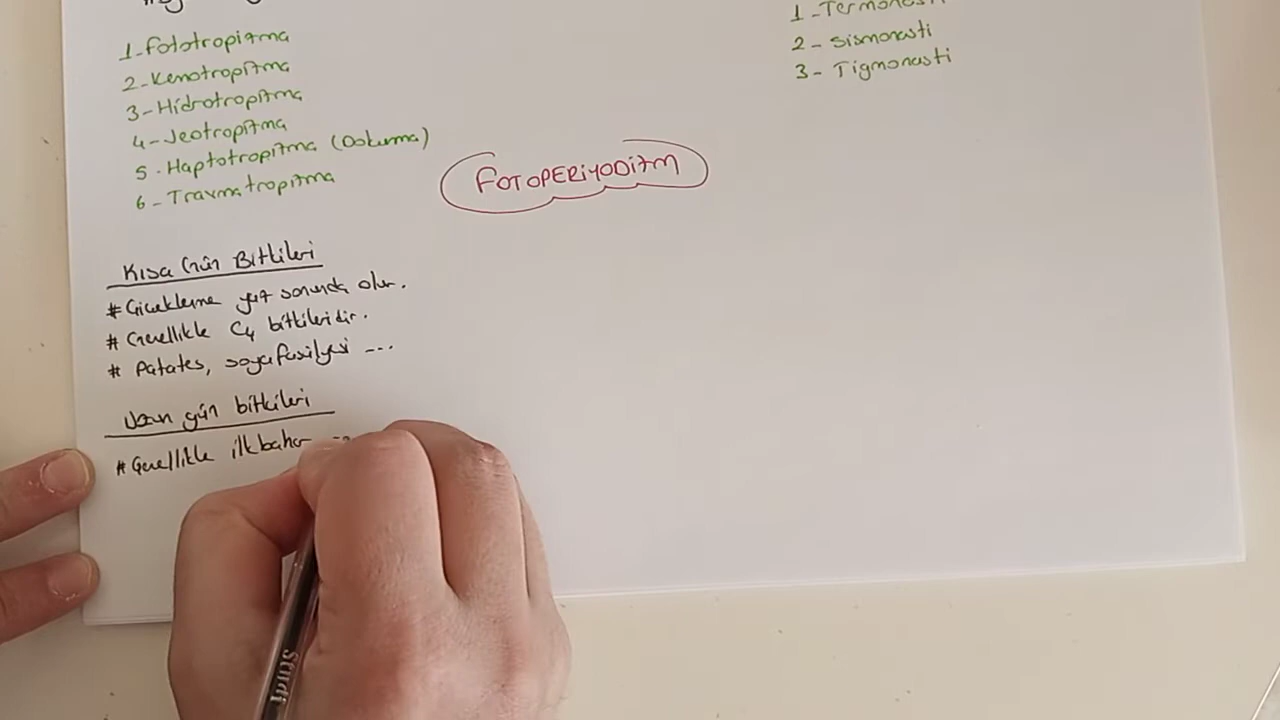 1-Fototropizma
2-Kemotropizma
3-Hidrotropizma
4-Jeotropizma
5-Haptotropizma (Dokunma)
6-Travmatropizma
1-Termonasti
2-Sismonasti
3-Tigmonasti
FOTOPERİYODİZM
Kısa Gün Bitkileri
#Çiçeklenme yaz sonunda olur.
#Genellikle C4 bitkileridir.
# Patates, soya fasulyesi ---
Uzun gün bitkileri
#Genellikle ilkbahar
Sendi